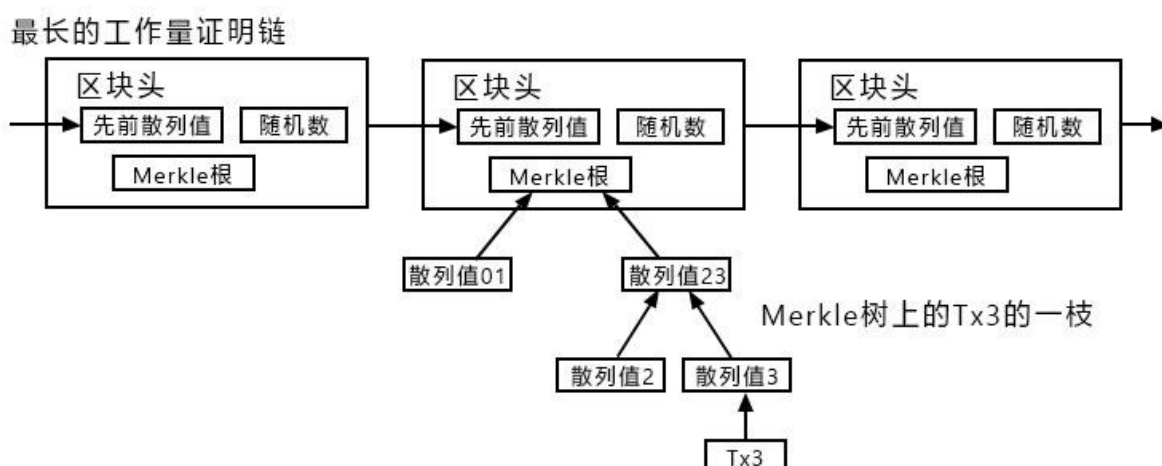 最长的工作量证明链
区块头
先前散列值
随机数
Merkle根
区块头
先前散列值
随机数
Merkle根
区块头
先前散列值
随机数
Merkle根
散列值01
散列值23
Merkle树上的Tx3的一枝
散列值2
散列值3
Tx3